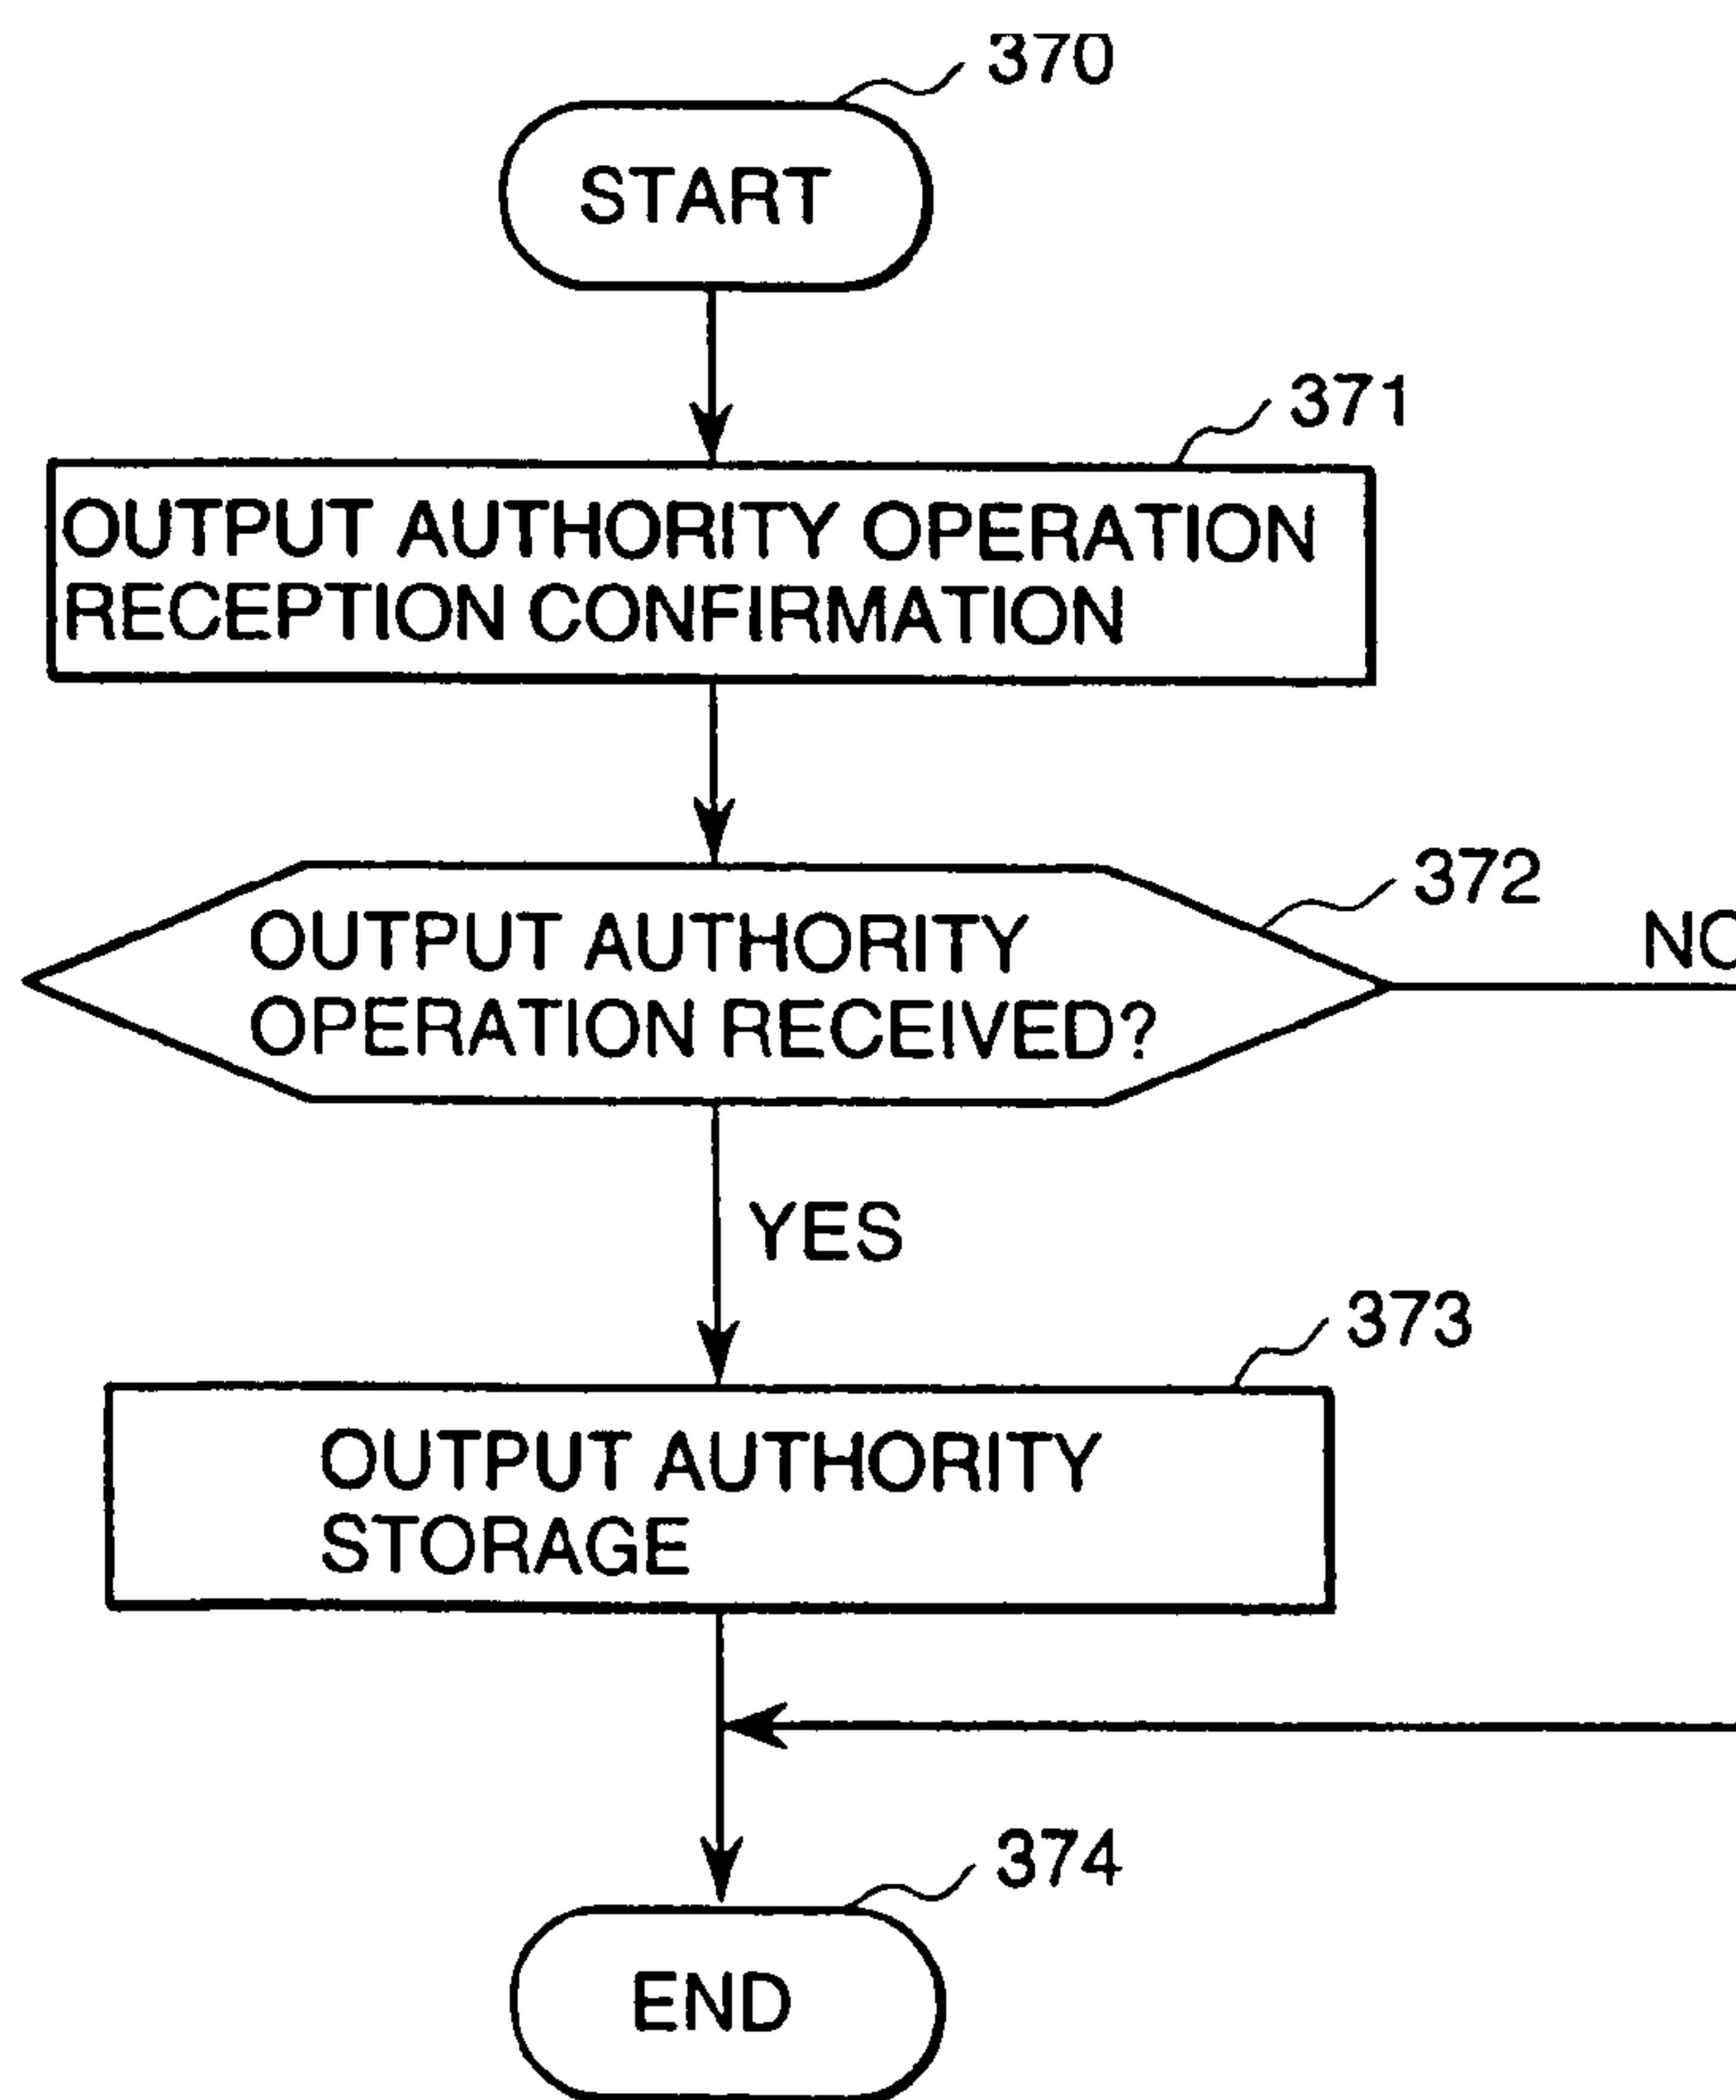 370
START
371
OUTPUT AUTHORITY OPERATION
RECEPTION CONFIRMATION
372
OUTPUT AUTHORITY
OPERATION RECEIVED?
NO
YES
373
OUTPUT AUTHORITY
STORAGE
374
END